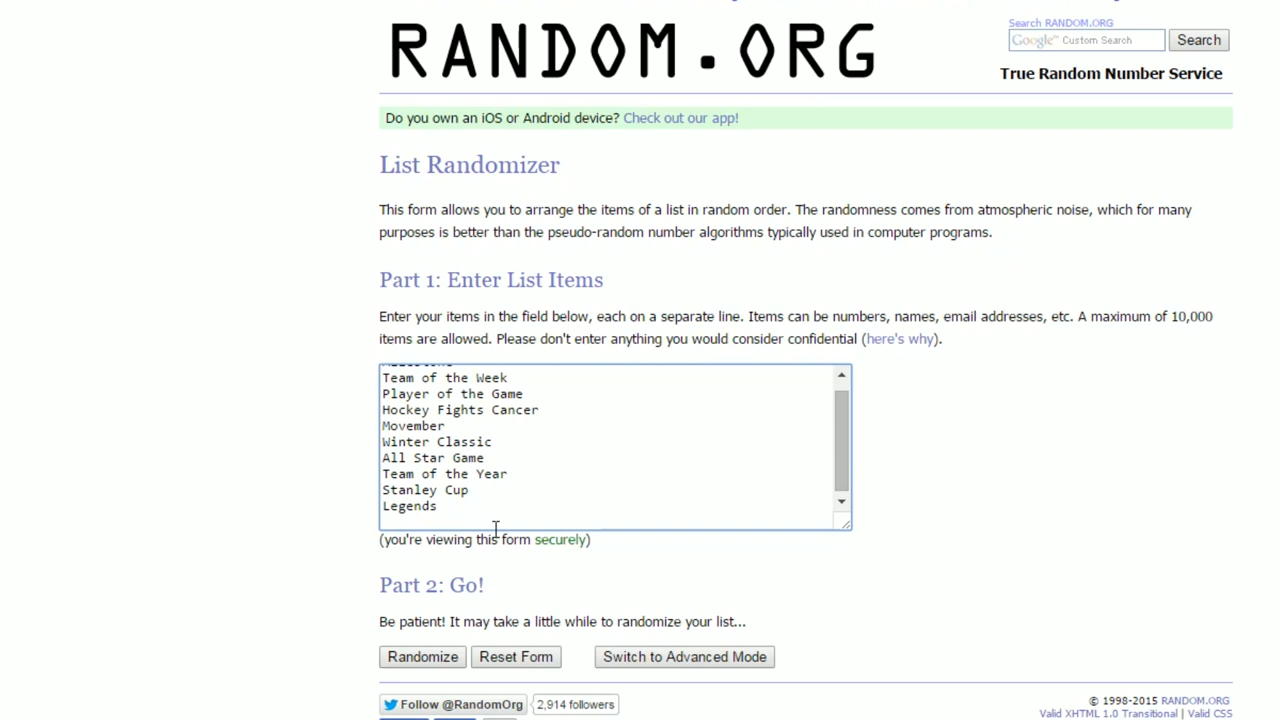 RANDOM.ORG
Search RANDOM.ORG
Google™ Custom Search
Search
True Random Number Service
Do you own an iOS or Android device? Check out our app!
List Randomizer
This form allows you to arrange the items of a list in random order. The randomness comes from atmospheric noise, which for many
purposes is better than the pseudo-random number algorithms typically used in computer programs.
Part 1: Enter List Items
Enter your items in the field below, each on a separate line. Items can be numbers, names, email addresses, etc. A maximum of 10,000
items are allowed. Please don't enter anything you would consider confidential (here's why).
Team of the Week
Player of the Game
Hockey Fights Cancer
Movember
Winter Classic
All Star Game
Team of the Year
Stanley Cup
Legends
(you're viewing this form securely)
Part 2: Go!
Be patient! It may take a little while to randomize your list...
Randomize
Reset Form
Switch to Advanced Mode
Follow @RandomOrg
2,914 followers
© 1998-2015 RANDOM.ORG
Valid XHTML 1.0 Transitional | Valid CSS